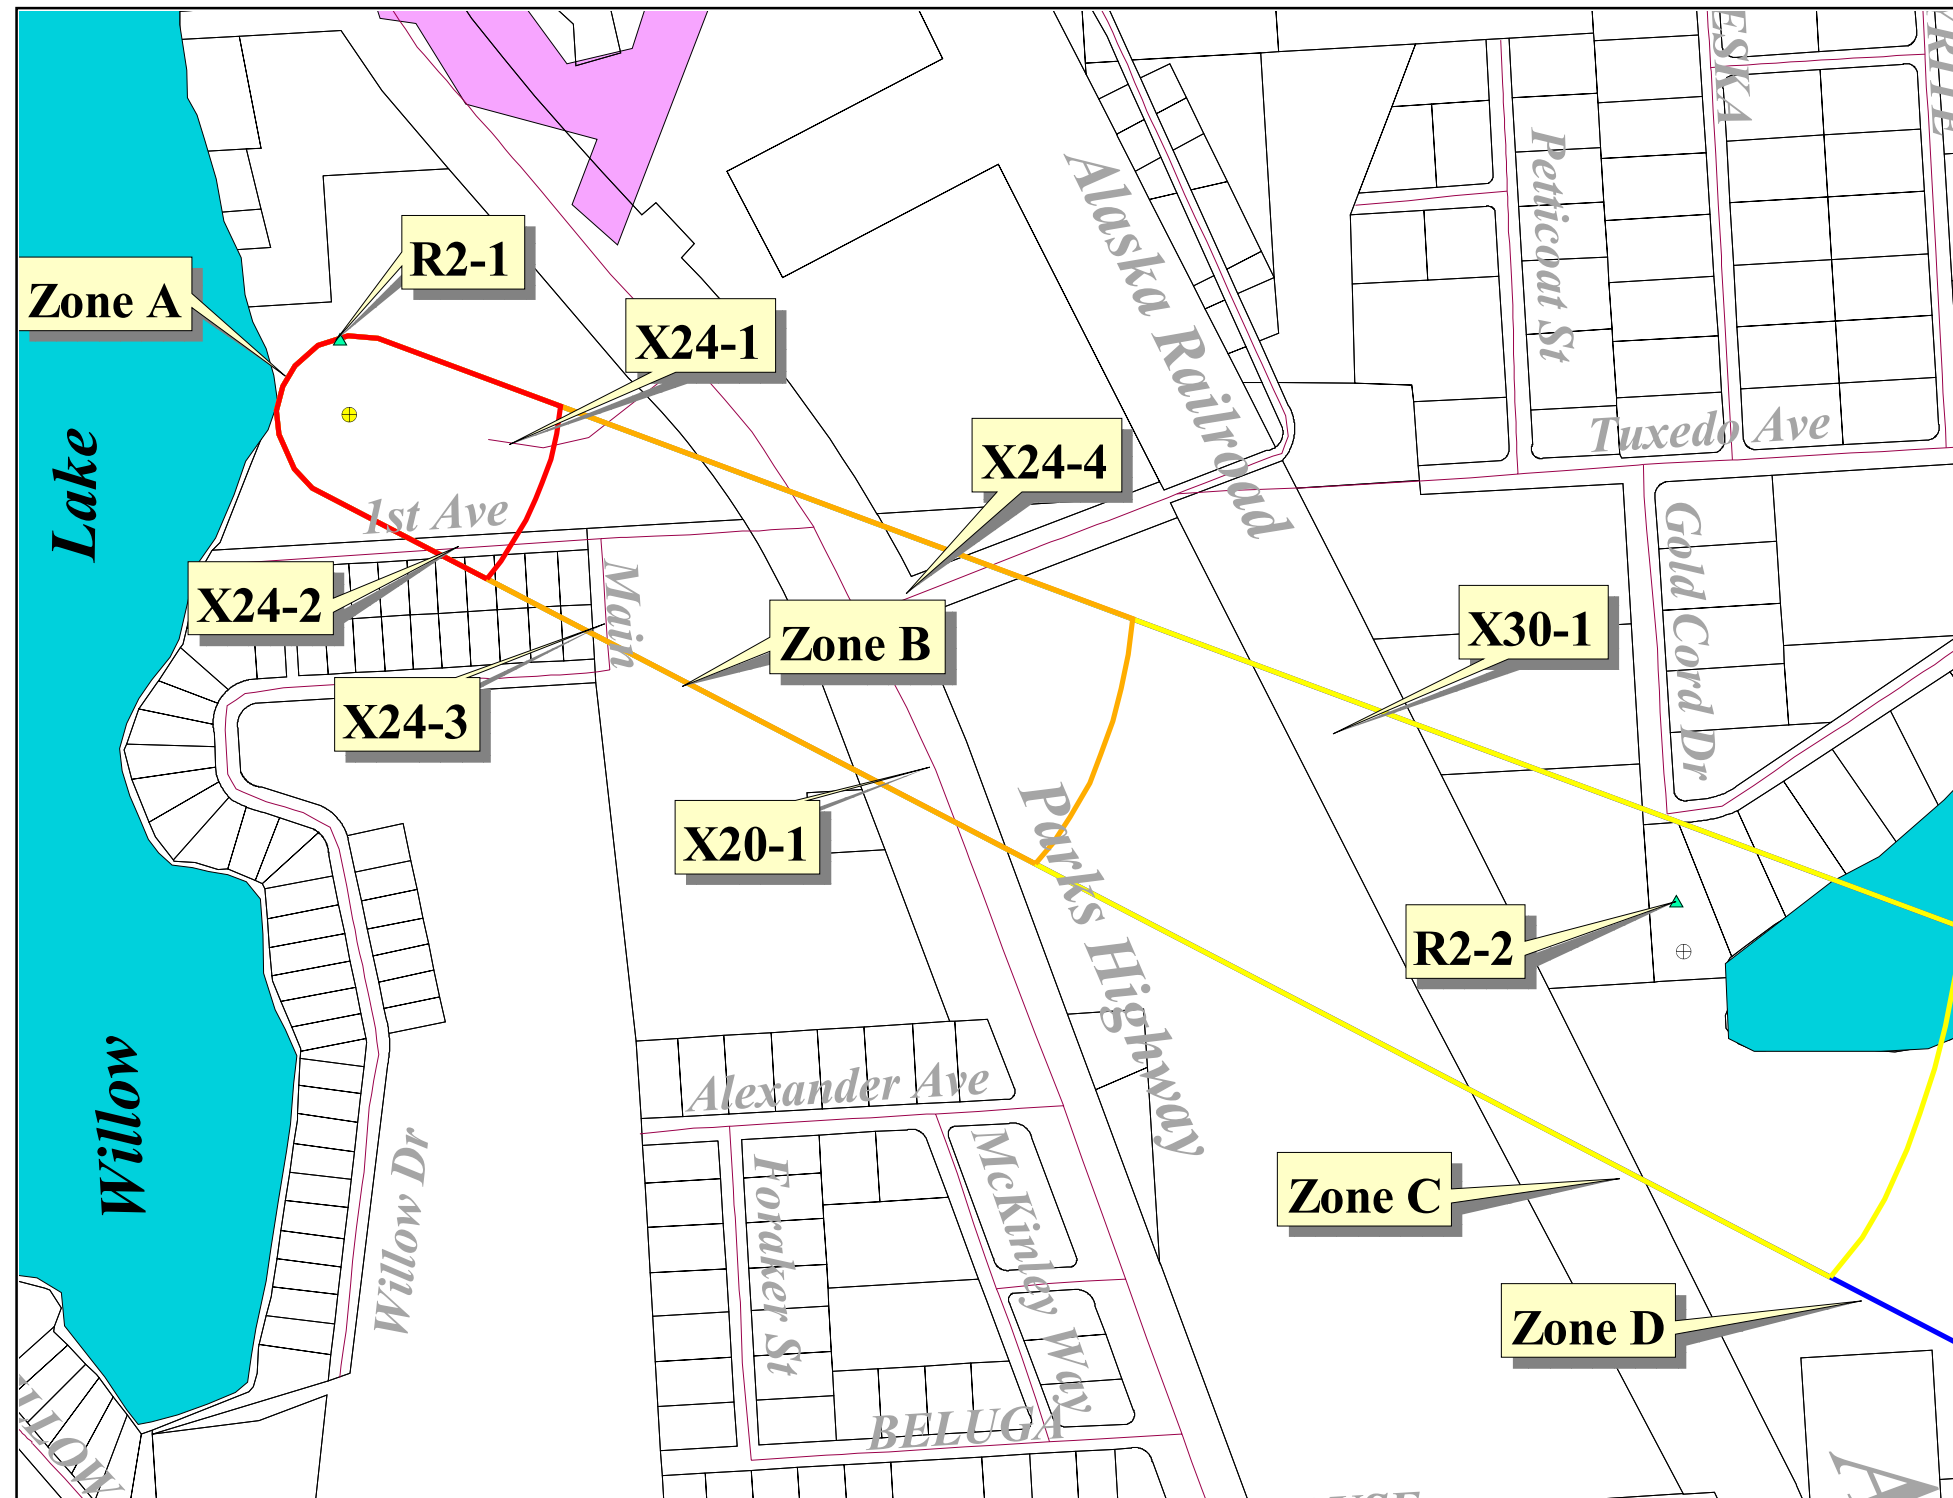 R2-1
Zone A
X24-1
Lake
X24-4
1st Ave
X24-2
Main
Zone B
X24-3
X20-1
Alaska Railroad
Petticoat St
ESKA
Tuxedo Ave
Gold Cord Dr
X30-1
R2-2
Parks Highway
Willow
Willow Dr
Alexander Ave
Foraker St
McKinley Way
BELUGA
Zone C
Zone D